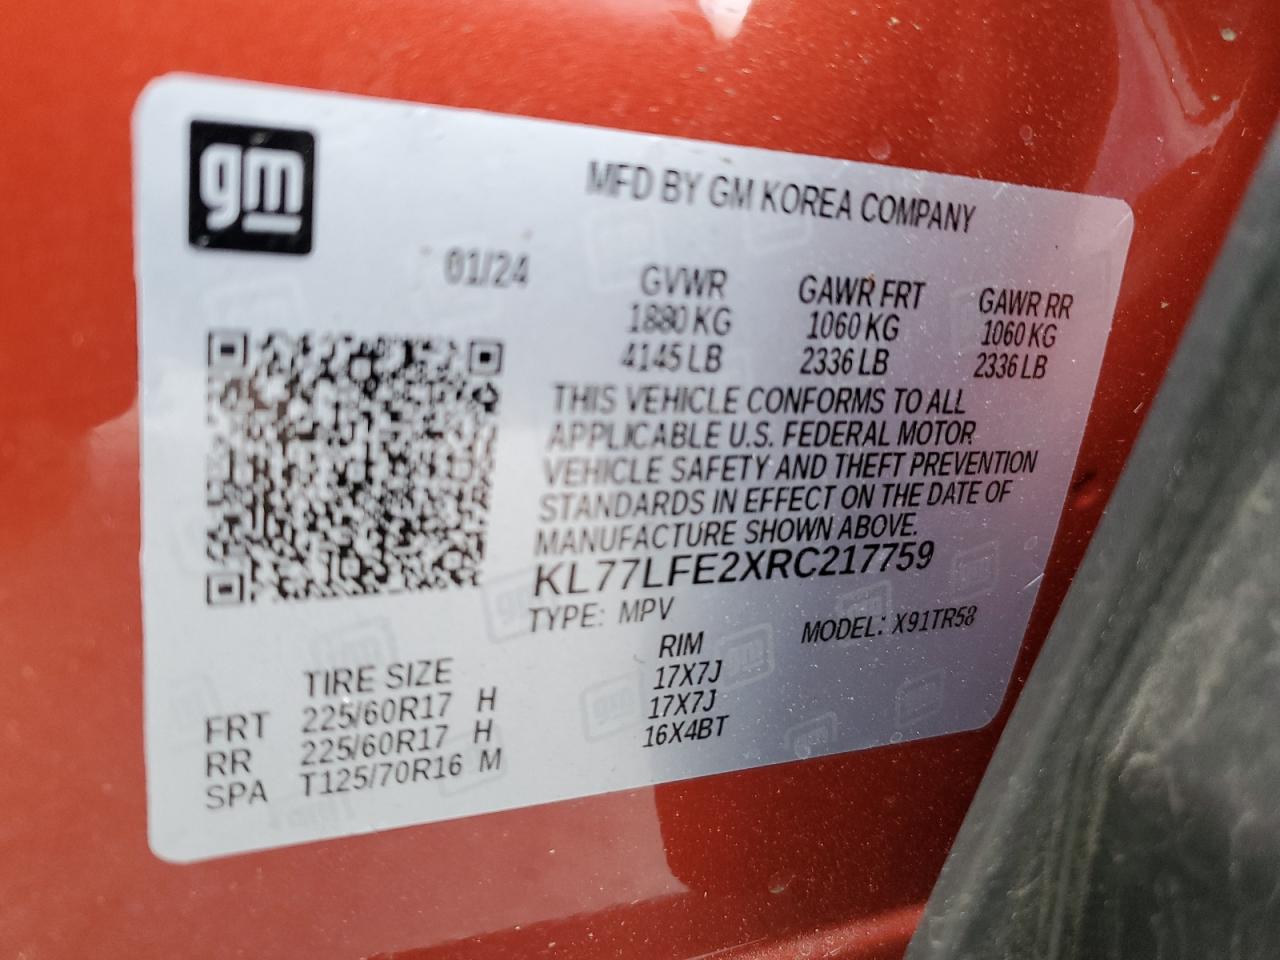 gm
MFD BY GM KOREA COMPANY
01/24
GVWR GAWR FRT GAWR RR
1880 KG 1060 KG 1060 KG
4145 LB 2336 LB 2336 LB
THIS VEHICLE CONFORMS TO ALL
APPLICABLE U.S. FEDERAL MOTOR
VEHICLE SAFETY AND THEFT PREVENTION
STANDARDS IN EFFECT ON THE DATE OF
MANUFACTURE SHOWN ABOVE.
KL77LFE2XRC217759
TYPE: MPV MODEL: X91TR58
TIRE SIZE RIM
FRT 225/60R17 H 17X7J
RR 225/60R17 H 17X7J
SPA T125/70R16 M 16X4BT